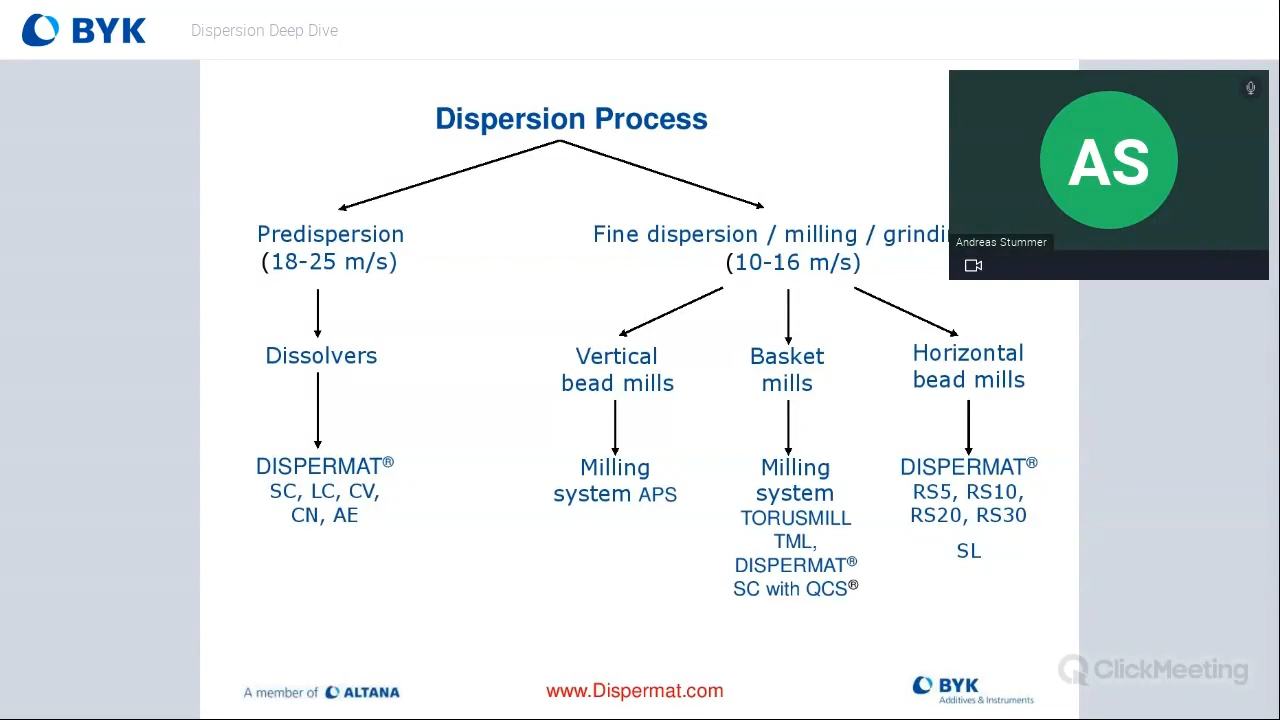 BYK
Dispersion Deep Dive
Dispersion Process
AS
Andreas Stummer
Predispersion
(18-25 m/s)
Fine dispersion / milling /
(10-16 m/s)
Dissolvers
Vertical
bead mills
Basket
mills
Horizontal
bead mills
DISPERMAT®
SC, LC, CV,
CN, AE
Milling
system APS
Milling
system
TORUSMILL
TML,
DISPERMAT®
SC with QCS®
DISPERMAT®
RS5, RS10,
RS20, RS30
SL
A member of ALTANA
www.Dispermat.com
BYK
Additives & Instruments
ClickMeeting